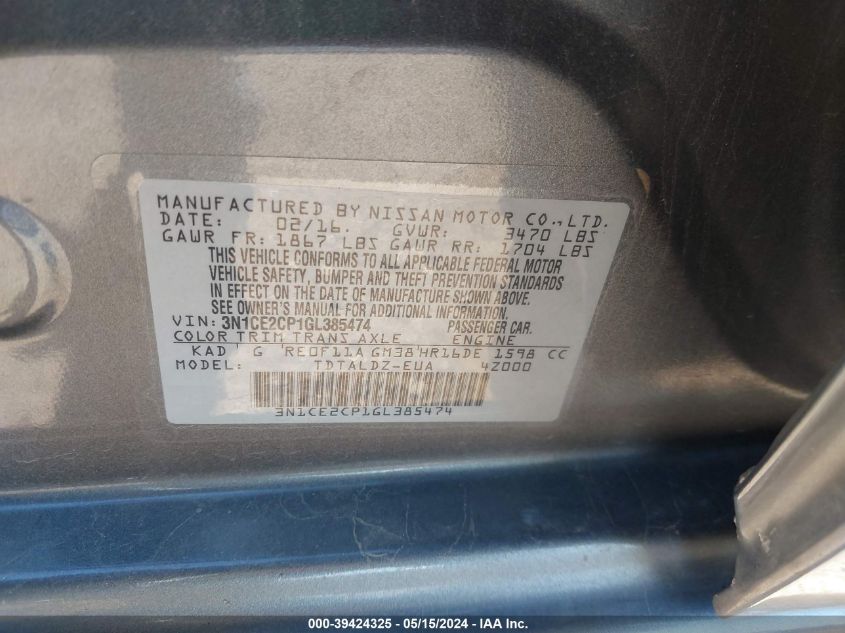 MANUFACTURED BY NISSAN MOTOR CO.,LTD.
DATE: 02/16. GVWR: 3470 LBS
GAWR FR: 1867 LBS GAWR RR: 1704 LBS
THIS VEHICLE CONFORMS TO ALL APPLICABLE FEDERAL MOTOR
VEHICLE SAFETY, BUMPER AND THEFT PREVENTION STANDARDS
IN EFFECT ON THE DATE OF MANUFACTURE SHOWN ABOVE.
SEE OWNER'S MANUAL FOR ADDITIONAL INFORMATION.
VIN: 3N1CE2CP1GL385474 PASSENGER CAR.
COLOR TRIM TRANS AXLE ENGINE
KAD G RE0F11A GM38 HR16DE 1598 CC
MODEL: TDTALDZ-EUA 4Z000
3N1CE2CP1GL385474
000-39424325 - 05/15/2024 - IAA Inc.